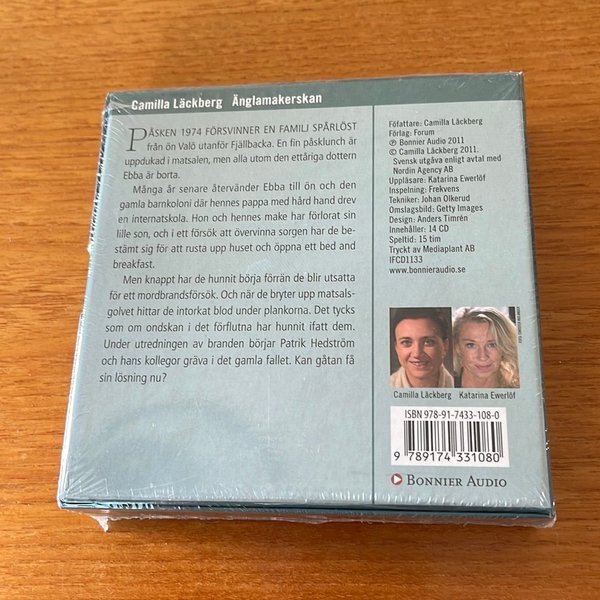 Camilla Läckberg Änglamakerskan
PÅSKEN 1974 FÖRSVINNER EN FAMILJ SPÅRLÖST
från ön Valö utanför Fjällbacka. En fin påsklunch är
uppdukad i matsalen, men alla utom den ettåriga dottern
Ebba är borta.
Många år senare återvänder Ebba till ön och den
gamla barnkoloni där hennes pappa med hård hand drev
en internatskola. Hon och hennes make har förlorat sin
lille son, och i ett försök att övervinna sorgen har de be-
stämt sig för att rusta upp huset och öppna ett bed and
breakfast.
Men knappt har de hunnit börja förrän de blir utsatta
för ett mordbrandsförsök. Och när de bryter upp matsals-
golvet hittar de intorkat blod under plankorna. Det tycks
som om ondskan i det förflutna har hunnit ifatt dem.
Under utredningen av branden börjar Patrik Hedström
och hans kollegor gräva i det gamla fallet. Kan gåtan få
sin lösning nu?
Föfattare: Camilla Läckberg
Förlag: Forum
Ⓟ Bonnier Audio 2011
© Camilla Läckberg 2011.
Svensk utgåva enligt avtal med
Nordin Agency AB
Uppläsare: Katarina Ewerlöf
Inspelning: Frekvens
Tekniker: Johan Olkerud
Omslagsbild: Getty Images
Design: Anders Timrén
Innehåller: 14 CD
Speltid: 15 tim
Tryckt av Mediaplant AB
IFCD1133
www.bonnieraudio.se
Camilla Läckberg Katarina Ewerlöf
ISBN 978-91-7433-108-0
9 789174 331080
BONNIER AUDIO